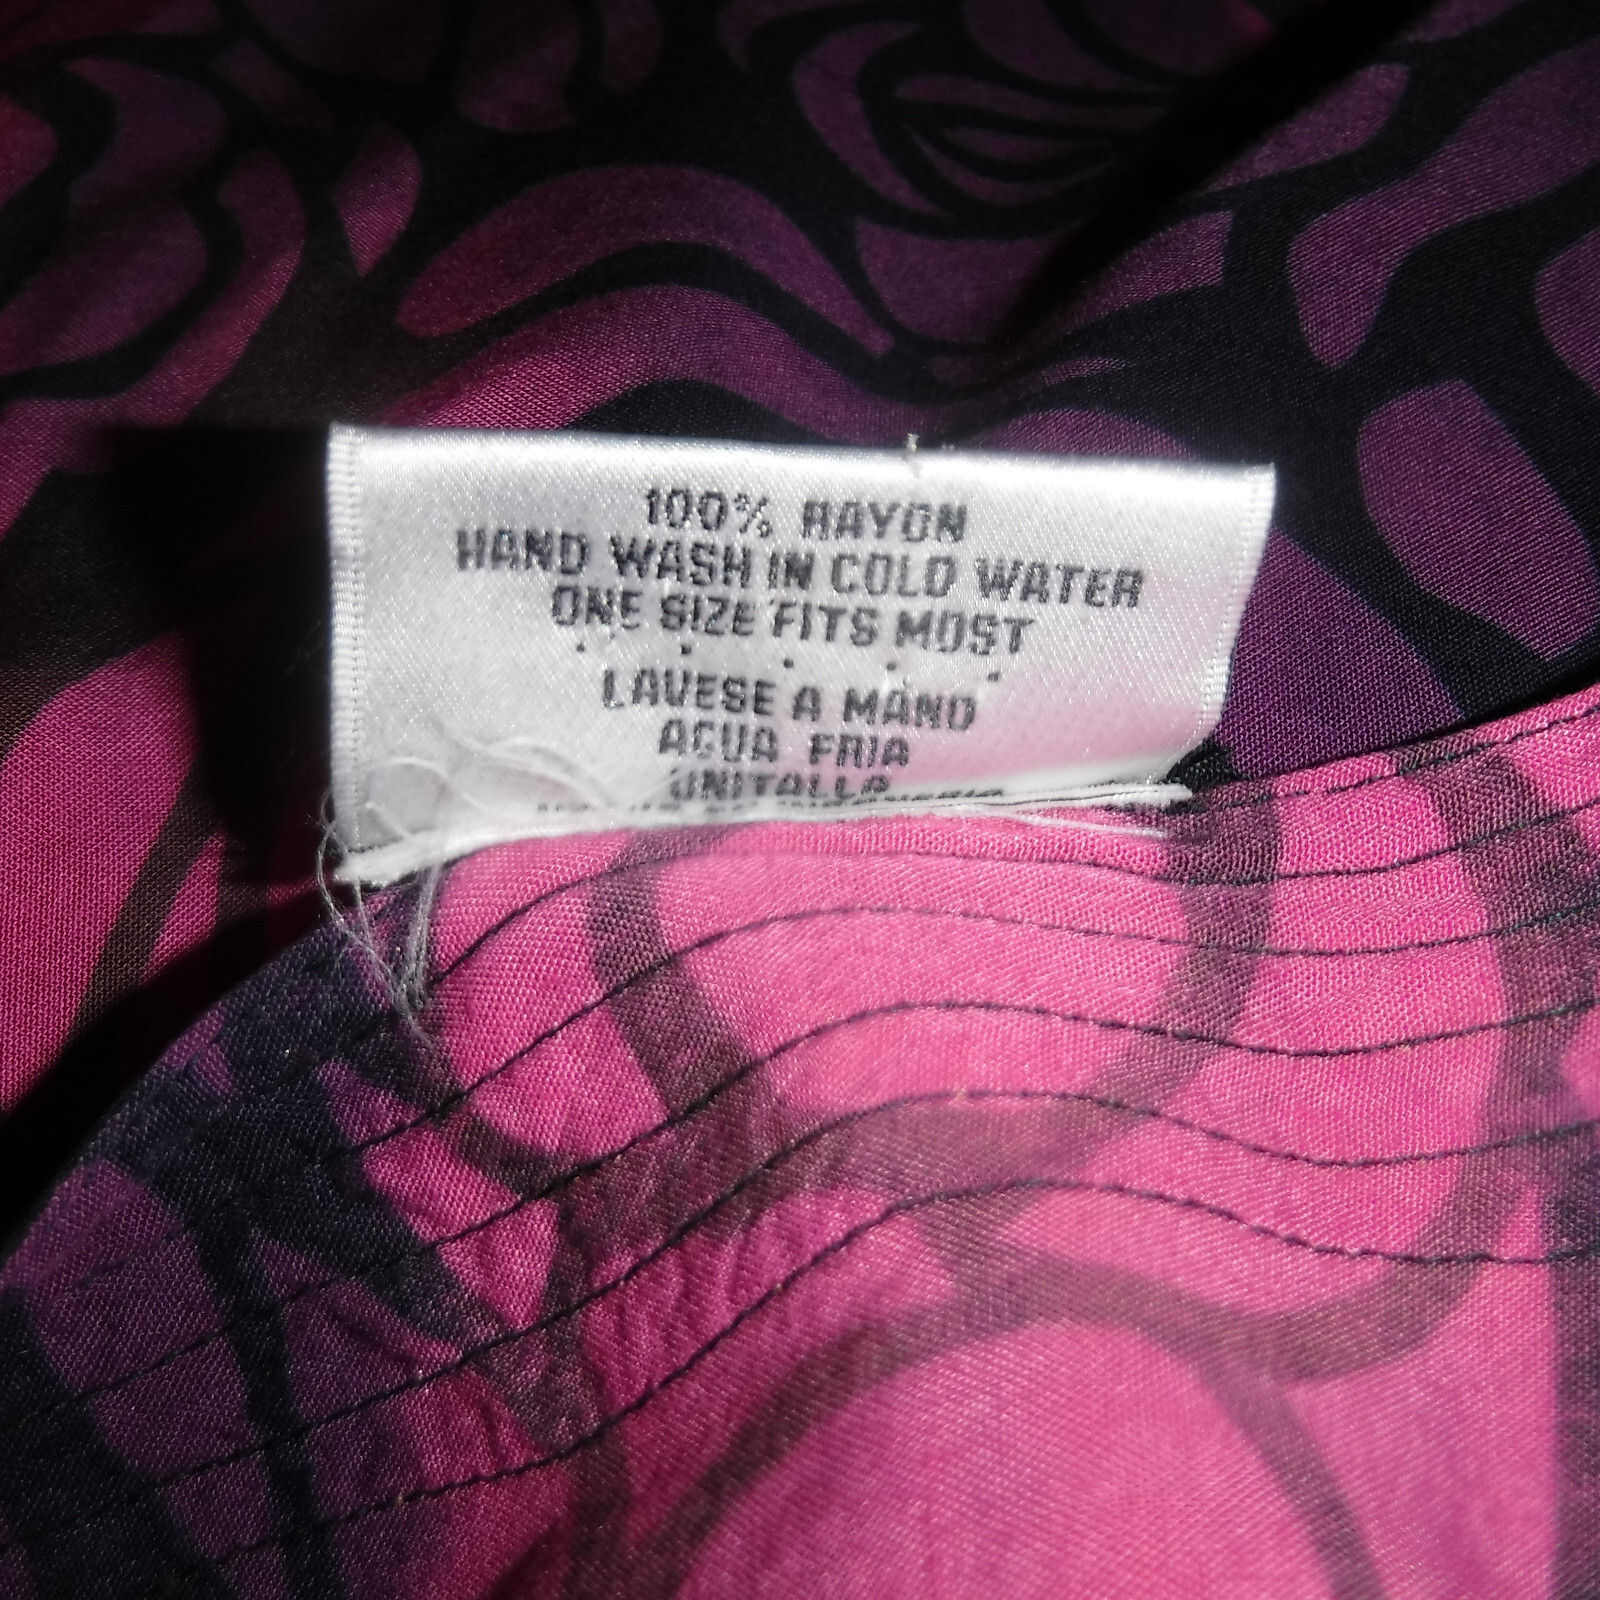 100% RAYON
HAND WASH IN COLD WATER
ONE SIZE FITS MOST
LAVESE A MANO
AGUA FRIA
UNITALLA